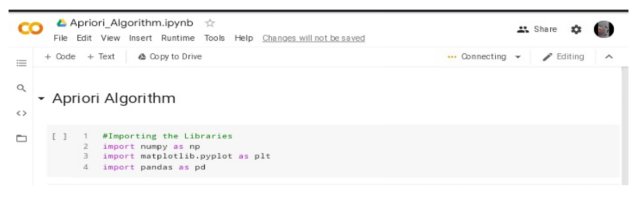 CO Apriori_Algorithm.ipynb
File Edit View Insert Runtime Tools Help Changes will not be saved
Share
+ Code + Text Copy to Drive
Connecting
Editing
Apriori Algorithm
[ ] 1 #Importing the Libraries
2 import numpy as np
3 import matplotlib.pyplot as plt
4 import pandas as pd